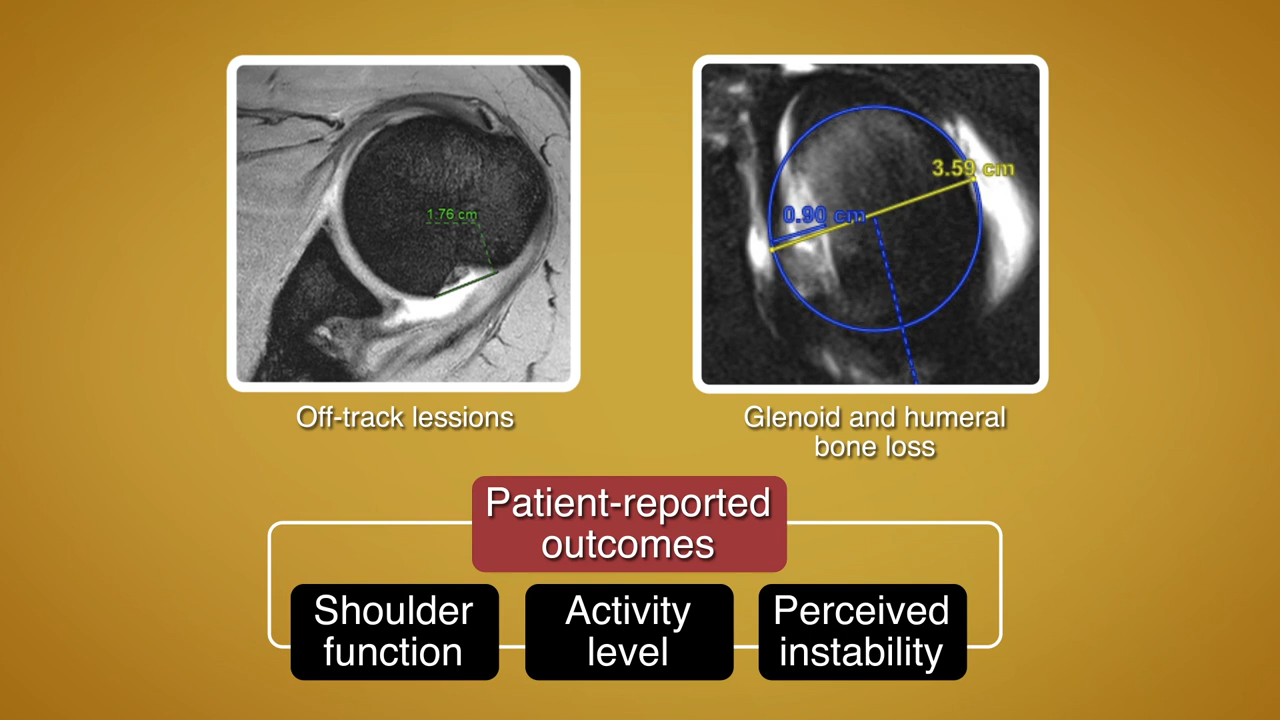 1.76 cm
3.59 cm
0.90 cm
Off-track lessions
Glenoid and humeral
bone loss
Patient-reported
outcomes
Shoulder
function
Activity
level
Perceived
instability